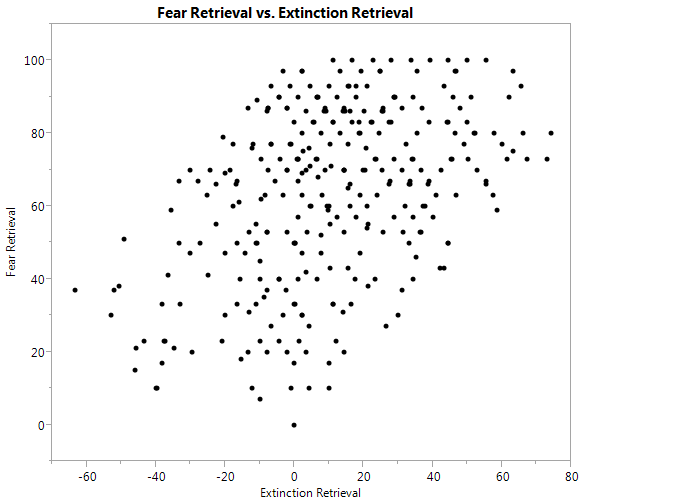 Fear Retrieval vs. Extinction Retrieval
100
80
60
40
20
0
Fear Retrieval
-60 -40 -20 0 20 40 60 80
Extinction Retrieval